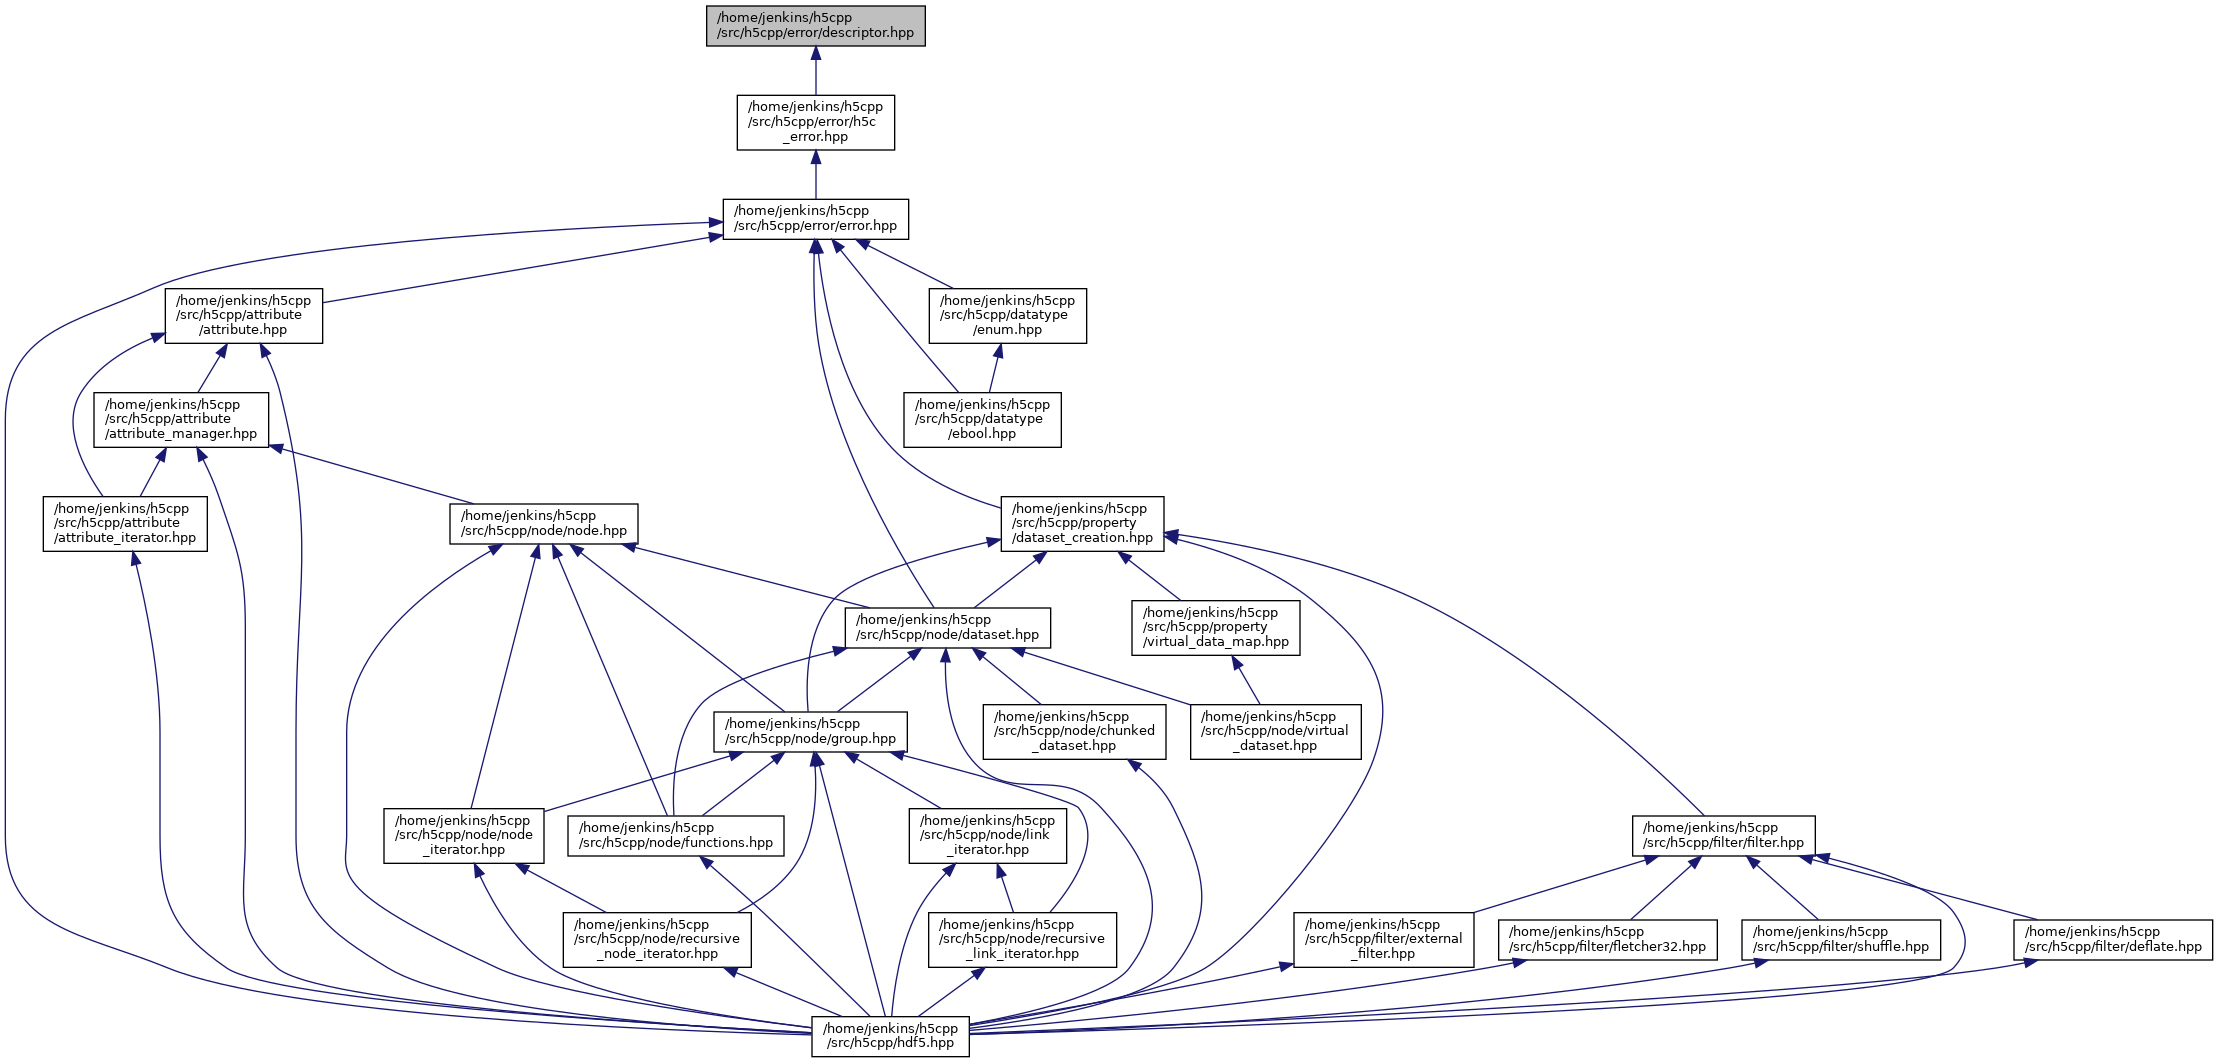 /home/jenkins/h5cpp
/src/h5cpp/error/descriptor.hpp
/home/jenkins/h5cpp
/src/h5cpp/error/h5c
_error.hpp
/home/jenkins/h5cpp
/src/h5cpp/error/error.hpp
/home/jenkins/h5cpp
/src/h5cpp/attribute
/attribute.hpp
/home/jenkins/h5cpp
/src/h5cpp/datatype
/enum.hpp
/home/jenkins/h5cpp
/src/h5cpp/attribute
/attribute_manager.hpp
/home/jenkins/h5cpp
/src/h5cpp/datatype
/ebool.hpp
/home/jenkins/h5cpp
/src/h5cpp/attribute
/attribute_iterator.hpp
/home/jenkins/h5cpp
/src/h5cpp/node/node.hpp
/home/jenkins/h5cpp
/src/h5cpp/property
/dataset_creation.hpp
/home/jenkins/h5cpp
/src/h5cpp/node/dataset.hpp
/home/jenkins/h5cpp
/src/h5cpp/property
/virtual_data_map.hpp
/home/jenkins/h5cpp
/src/h5cpp/node/group.hpp
/home/jenkins/h5cpp
/src/h5cpp/node/chunked
_dataset.hpp
/home/jenkins/h5cpp
/src/h5cpp/node/virtual
_dataset.hpp
/home/jenkins/h5cpp
/src/h5cpp/node/node
_iterator.hpp
/home/jenkins/h5cpp
/src/h5cpp/node/functions.hpp
/home/jenkins/h5cpp
/src/h5cpp/node/link
_iterator.hpp
/home/jenkins/h5cpp
/src/h5cpp/filter/filter.hpp
/home/jenkins/h5cpp
/src/h5cpp/node/recursive
_node_iterator.hpp
/home/jenkins/h5cpp
/src/h5cpp/node/recursive
_link_iterator.hpp
/home/jenkins/h5cpp
/src/h5cpp/filter/external
_filter.hpp
/home/jenkins/h5cpp
/src/h5cpp/filter/fletcher32.hpp
/home/jenkins/h5cpp
/src/h5cpp/filter/shuffle.hpp
/home/jenkins/h5cpp
/src/h5cpp/filter/deflate.hpp
/home/jenkins/h5cpp
/src/h5cpp/hdf5.hpp